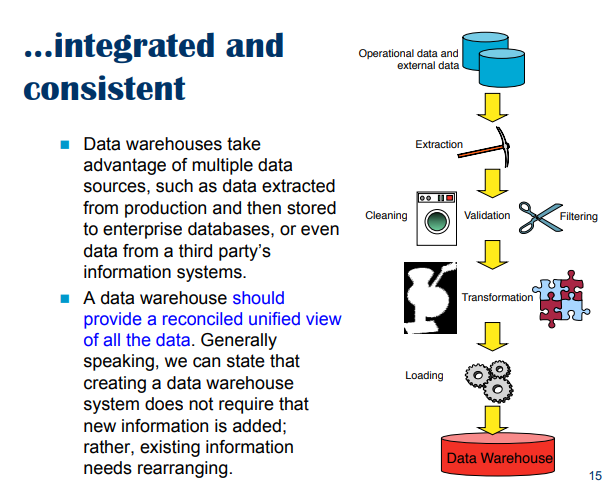 ...integrated and
consistent
Data warehouses take
advantage of multiple data
sources, such as data extracted
from production and then stored
to enterprise databases, or even
data from a third party’s
information systems.
A data warehouse should
provide a reconciled unified view
of all the data. Generally
speaking, we can state that
creating a data warehouse
system does not require that
new information is added;
rather, existing information
needs rearranging.
Operational data and
external data
Extraction
Cleaning
Validation
Filtering
Transformation
Loading
Data Warehouse
15